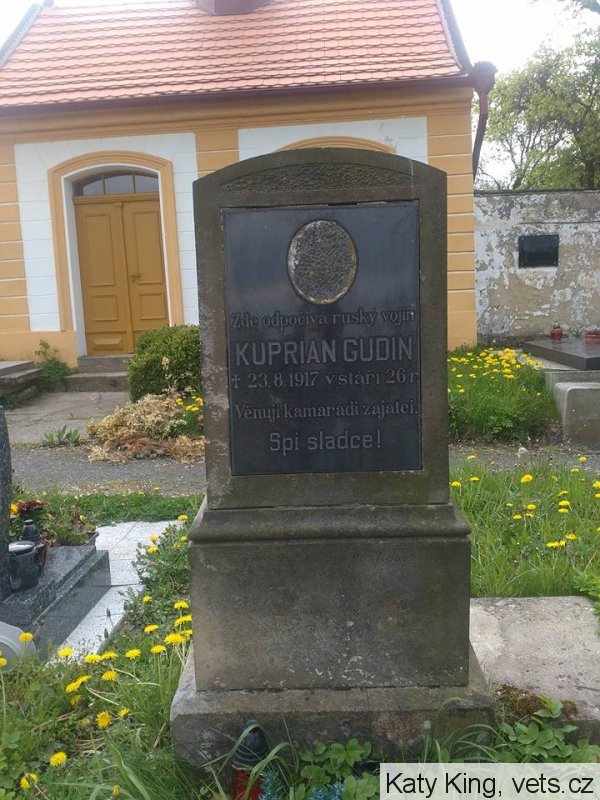 Zde odpočívá ruský vojín
KUPRIAN GUDIN
† 23.8.1917 v stáří 26 r.
Věnují kamarádi zajatci.
Spi sladce!
Katy King, vets.cz